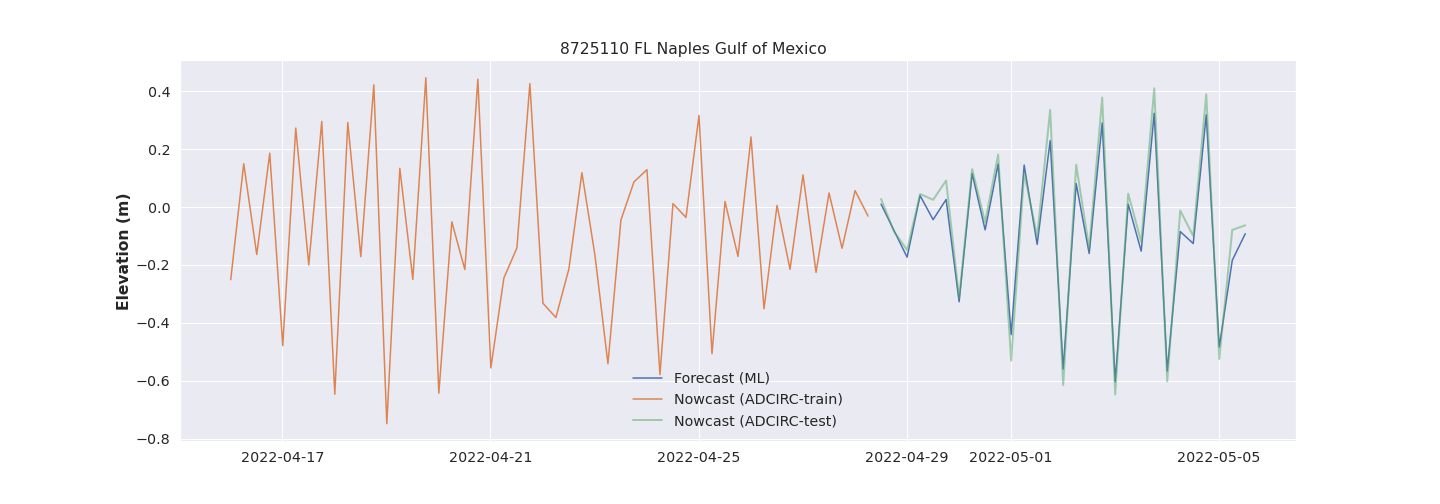 8725110 FL Naples Gulf of Mexico
Elevation (m)
0.4
0.2
0.0
−0.2
−0.4
−0.6
−0.8
Forecast (ML)
Nowcast (ADCIRC-train)
Nowcast (ADCIRC-test)
2022-04-17 2022-04-21 2022-04-25 2022-04-29 2022-05-01 2022-05-05